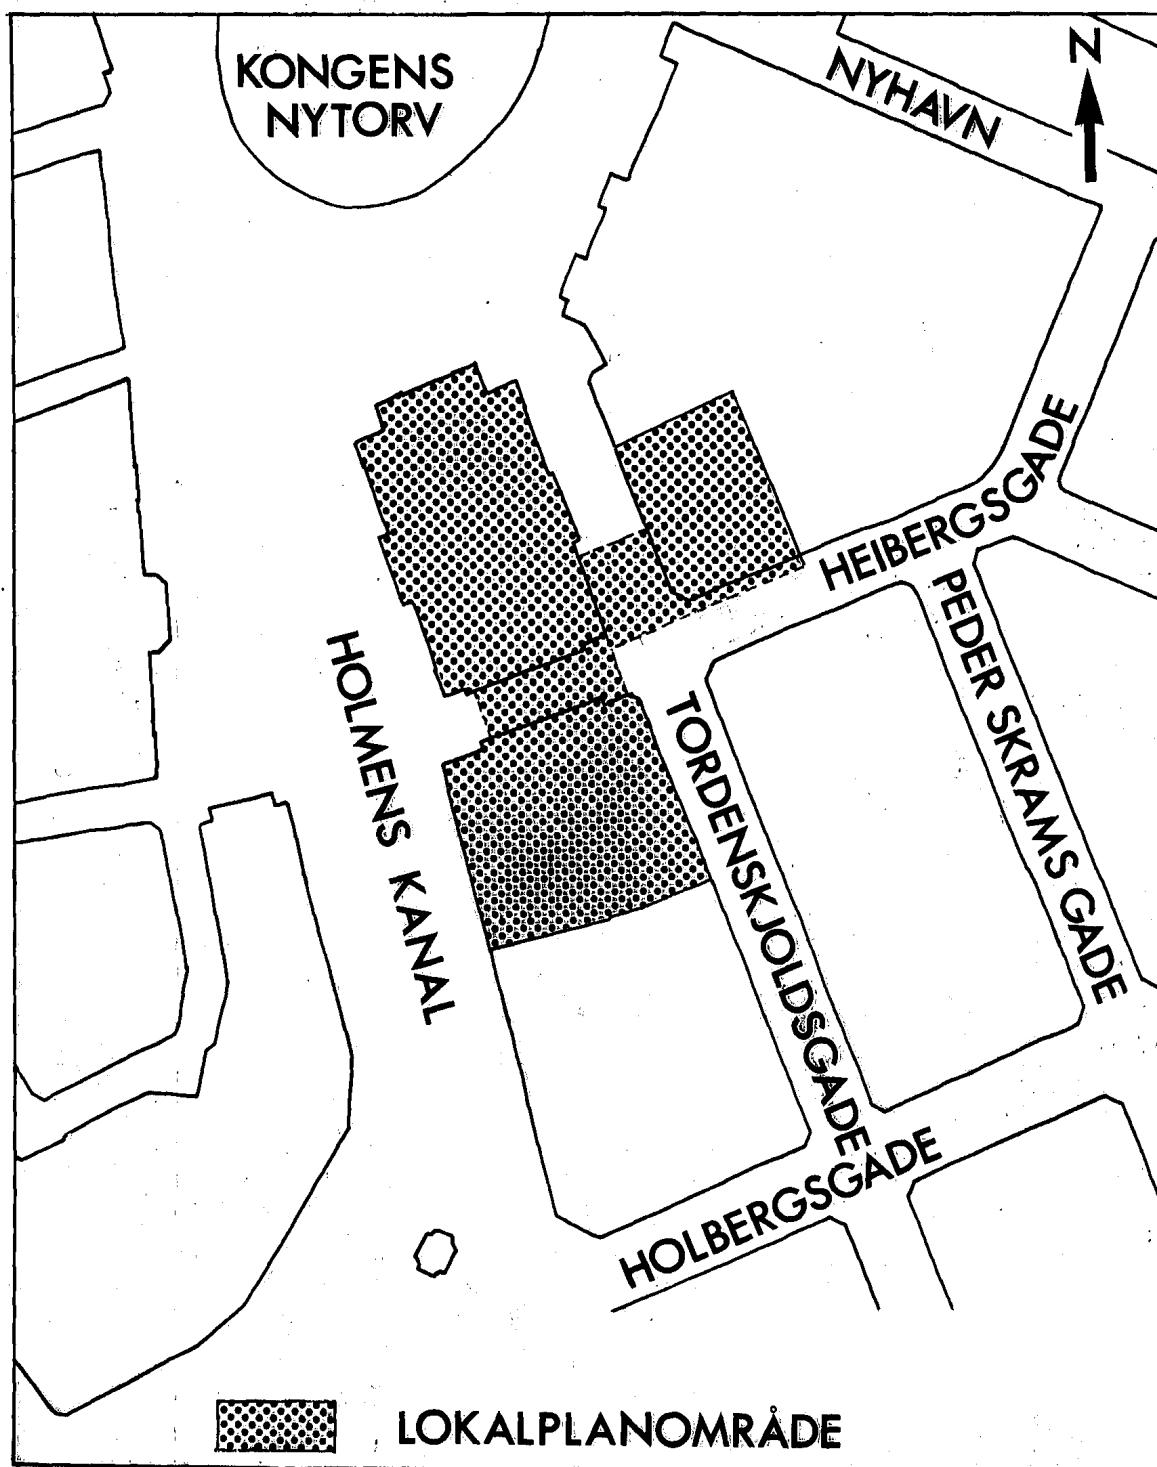 KONGENS
NYTORV
NYHAVN
N
HEIBERGSGADE
PEDER SKRAMS GADE
HOLMENS KANAL
TORDENSKJOLDSGADE
HOLBERGSGADE
LOKALPLANOMRÅDE